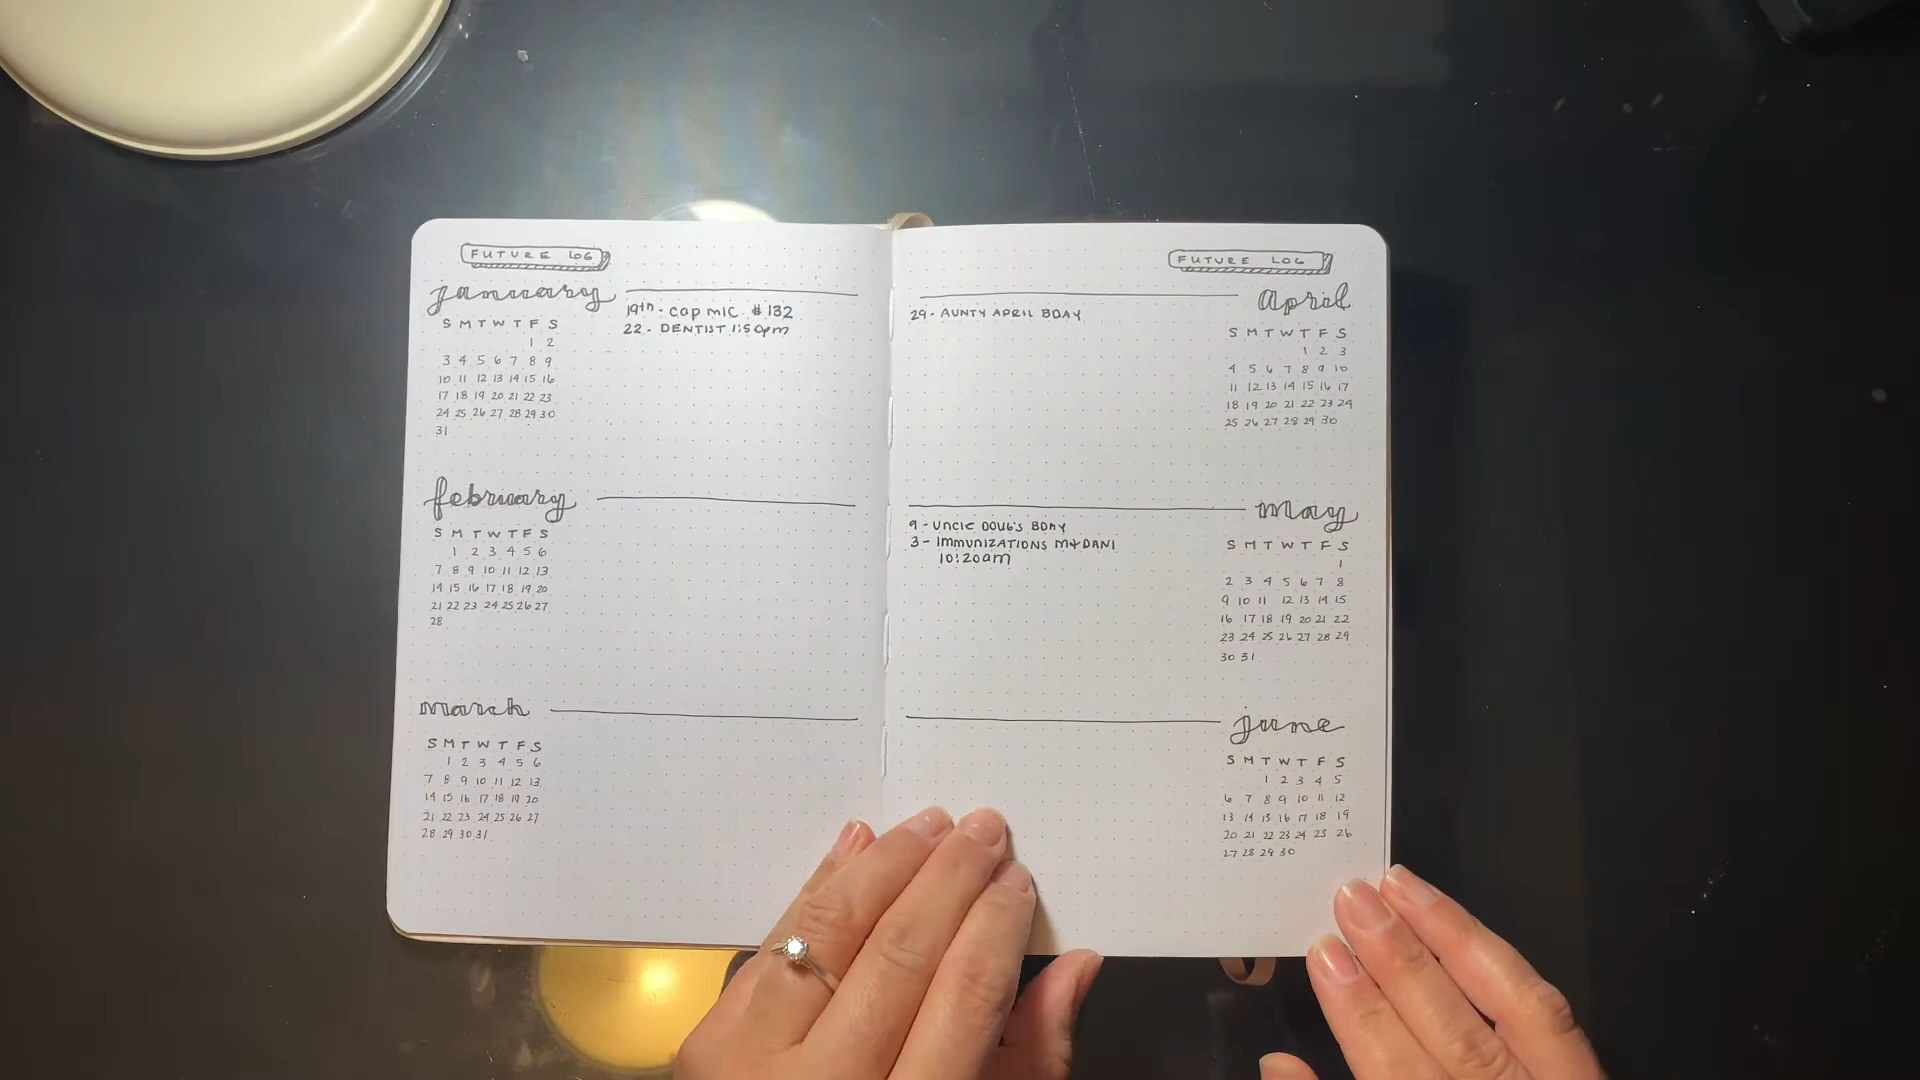 FUTURE LOG
january
19th - cap mic #132
22 - DENTIST 1:50pm
S M T W T F S
1 2
3 4 5 6 7 8 9
10 11 12 13 14 15 16
17 18 19 20 21 22 23
24 25 26 27 28 29 30
31
february
S M T W T F S
1 2 3 4 5 6
7 8 9 10 11 12 13
14 15 16 17 18 19 20
21 22 23 24 25 26 27
28
march
S M T W T F S
1 2 3 4 5 6
7 8 9 10 11 12 13
14 15 16 17 18 19 20
21 22 23 24 25 26 27
28 29 30 31
FUTURE LOG
april
29 - AUNTY APRIL BDAY
S M T W T F S
1 2 3
4 5 6 7 8 9 10
11 12 13 14 15 16 17
18 19 20 21 22 23 24
25 26 27 28 29 30
may
9 - Uncle DOUG'S BDAY
3 - IMMUNIZATIONS M+DANI
10:20am
S M T W T F S
1
2 3 4 5 6 7 8
9 10 11 12 13 14 15
16 17 18 19 20 21 22
23 24 25 26 27 28 29
30 31
june
S M T W T F S
1 2 3 4 5
6 7 8 9 10 11 12
13 14 15 16 17 18 19
20 21 22 23 24 25 26
27 28 29 30